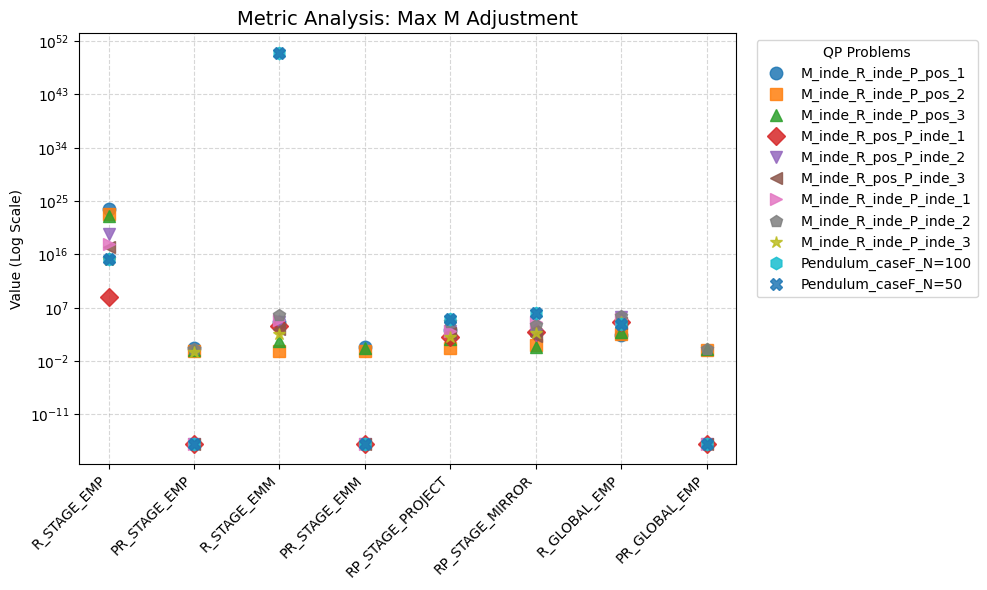 Metric Analysis: Max M Adjustment
Value (Log Scale)
10^52
10^43
10^34
10^25
10^16
10^7
10^−2
10^−11
R_STAGE_EMP
PR_STAGE_EMP
R_STAGE_EMM
PR_STAGE_EMM
RP_STAGE_PROJECT
RP_STAGE_MIRROR
R_GLOBAL_EMP
PR_GLOBAL_EMP
QP Problems
M_inde_R_inde_P_pos_1
M_inde_R_inde_P_pos_2
M_inde_R_inde_P_pos_3
M_inde_R_pos_P_inde_1
M_inde_R_pos_P_inde_2
M_inde_R_pos_P_inde_3
M_inde_R_inde_P_inde_1
M_inde_R_inde_P_inde_2
M_inde_R_inde_P_inde_3
Pendulum_caseF_N=100
Pendulum_caseF_N=50